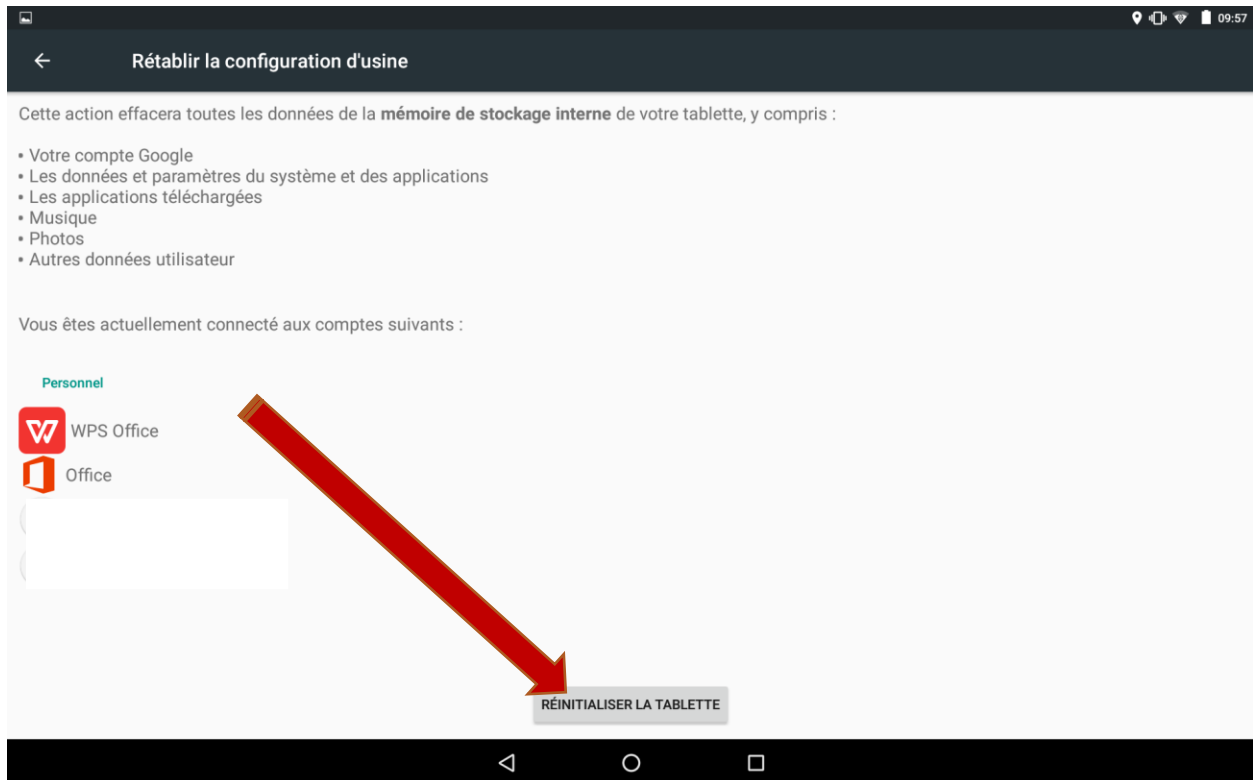 09:57
Rétablir la configuration d'usine
Cette action effacera toutes les données de la mémoire de stockage interne de votre tablette, y compris :
• Votre compte Google
• Les données et paramètres du système et des applications
• Les applications téléchargées
• Musique
• Photos
• Autres données utilisateur
Vous êtes actuellement connecté aux comptes suivants :
Personnel
WPS Office
Office
RÉINITIALISER LA TABLETTE